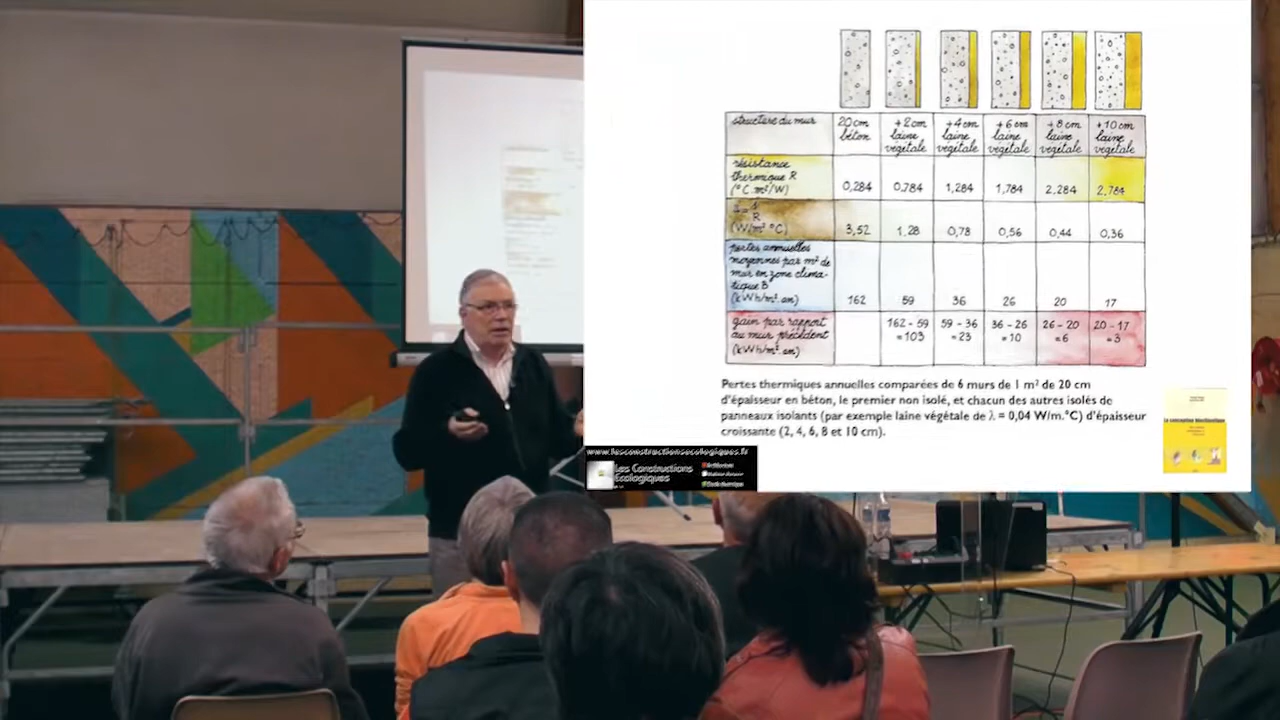 structure du mur
20 cm béton
+ 2 cm laine végétale
+ 4 cm laine végétale
+ 6 cm laine végétale
+ 8 cm laine végétale
+ 10 cm laine végétale
résistance thermique R (°C.m²/W)
0,284
0,784
1,284
1,784
2,284
2,784
(W/m² °C)
3,52
1,28
0,78
0,56
0,44
0,36
pertes annuelles moyennes par m² de mur en zone climatique B (kWh/m².an)
162
59
36
26
20
17
gain par rapport au mur précédent (kWh/m².an)
162 - 59 = 103
59 - 36 = 23
36 - 26 = 10
26 - 20 = 6
20 - 17 = 3
Pertes thermiques annuelles comparées de 6 murs de 1 m² de 20 cm
d'épaisseur en béton, le premier non isolé, et chacun des autres isolés de
panneaux isolants (par exemple laine végétale de λ = 0,04 W/m.°C) d'épaisseur
croissante (2, 4, 6, 8 et 10 cm).
La conception bioclimatique
www.lesconstructionsecologiques.fr
Les Constructions
Ecologiques